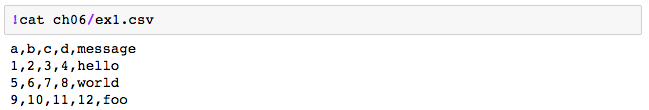 !cat ch06/ex1.csv
a,b,c,d,message
1,2,3,4,hello
5,6,7,8,world
9,10,11,12,foo